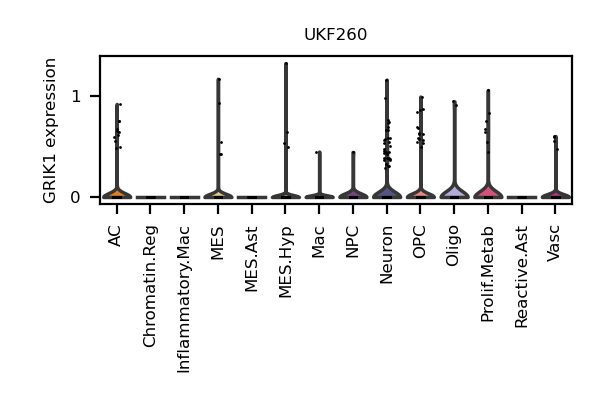 UKF260
GRIK1 expression
1
0
AC
Chromatin.Reg
Inflammatory.Mac
MES
MES.Ast
MES.Hyp
Mac
NPC
Neuron
OPC
Oligo
Prolif.Metab
Reactive.Ast
Vasc